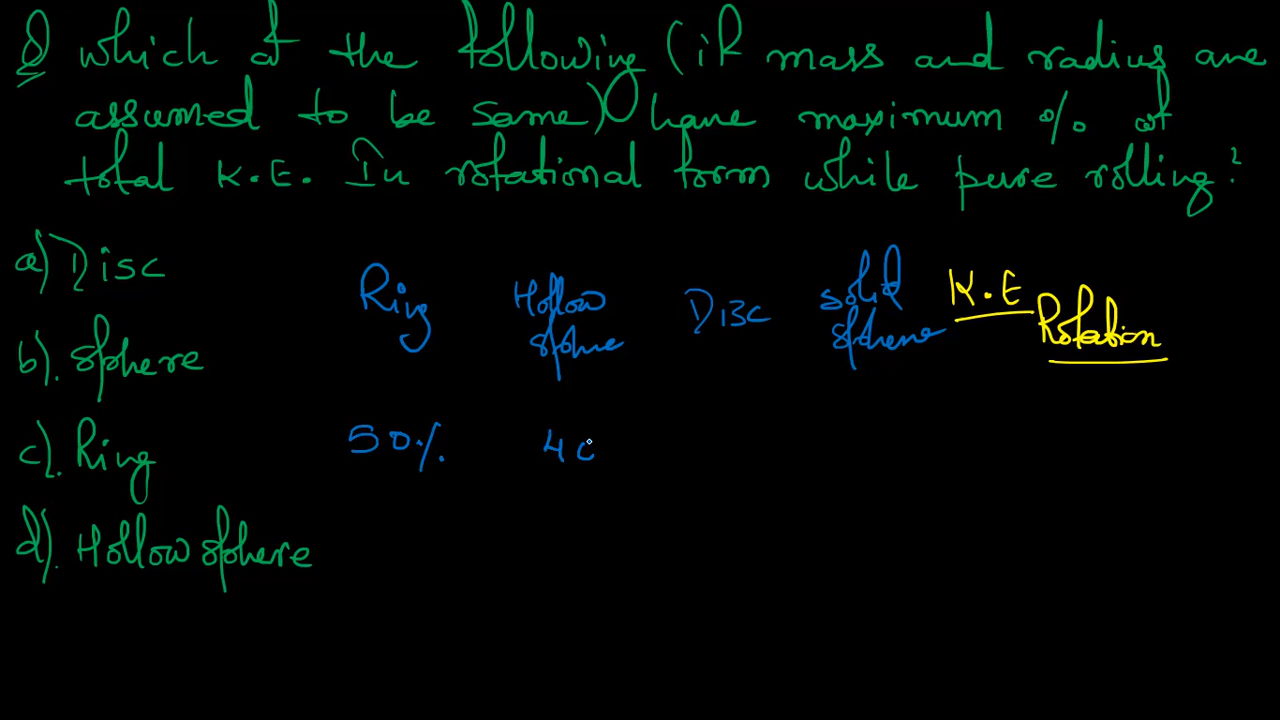 Q which of the following (if mass and radius are
assumed to be same) have maximum % of
total K.E. In rotational form while pure rolling?
a) Disc
b). Sphere
c). Ring
d). Hollow sphere
Ring Hollow sphere Disc solid sphere K.E Rotation
50% 40